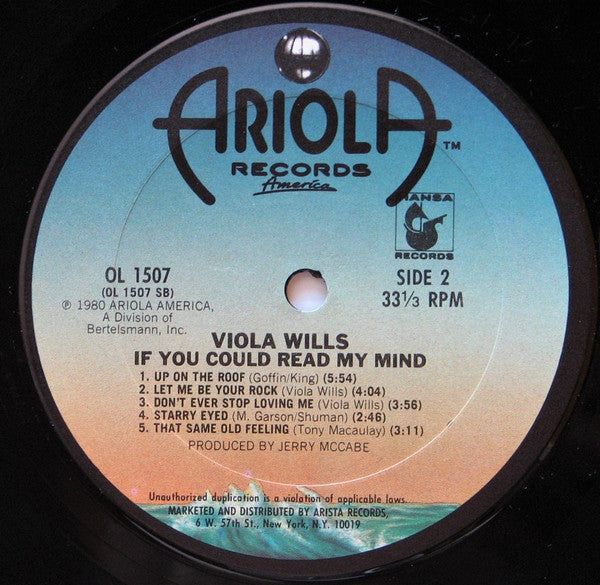 ARIOLA™
RECORDS
America
HANSA
RECORDS
OL 1507
(OL 1507 SB)
℗ 1980 ARIOLA AMERICA,
A Division of
Bertelsmann, Inc.
SIDE 2
33⅓ RPM
VIOLA WILLS
IF YOU COULD READ MY MIND
1. UP ON THE ROOF (Goffin/King) (5:54)
2. LET ME BE YOUR ROCK (Viola Wills) (4:04)
3. DON'T EVER STOP LOVING ME (Viola Wills) (3:56)
4. STARRY EYED (M. Garson/Shuman) (2:46)
5. THAT SAME OLD FEELING (Tony Macaulay) (3:11)
PRODUCED BY JERRY MCCABE
Unauthorized duplication is a violation of applicable laws.
MARKETED AND DISTRIBUTED BY ARISTA RECORDS,
6 W. 57th St., New York, N.Y. 10019